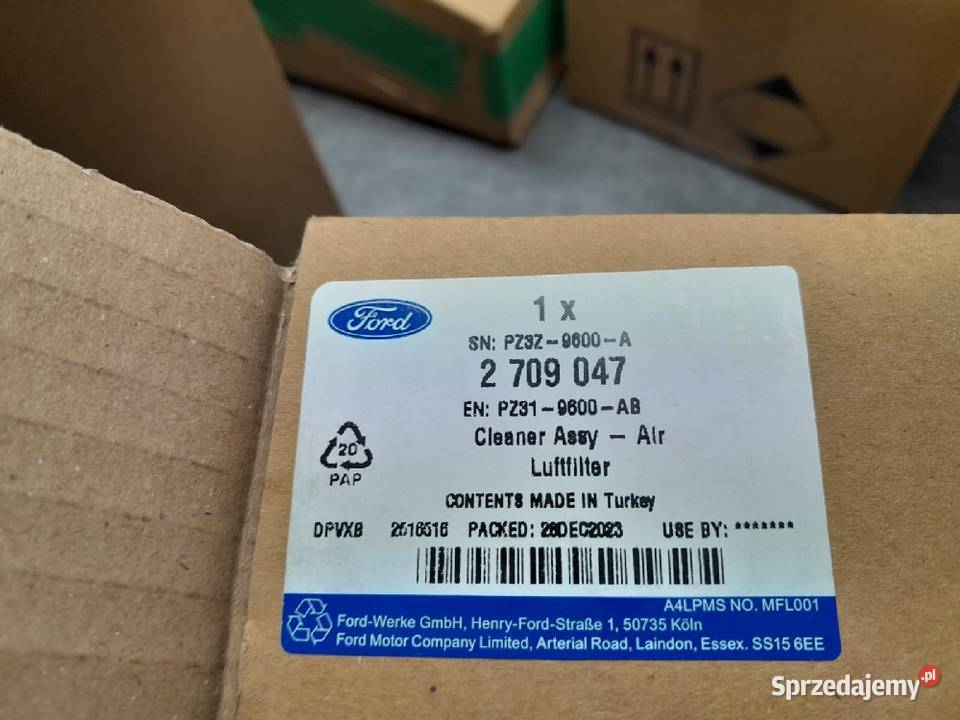 Ford
1 x
SN: PZ3Z-9600-A
2 709 047
EN: PZ31-9600-AB
Cleaner Assy - Air
Luftfilter
20
PAP
CONTENTS MADE IN Turkey
DPVXB 2516516 PACKED: 28DEC2023 USE BY: *******
A4LPMS NO. MFL001
Ford-Werke GmbH, Henry-Ford-Straße 1, 50735 Köln
Ford Motor Company Limited, Arterial Road, Laindon, Essex. SS15 6EE
Sprzedajemy.pl